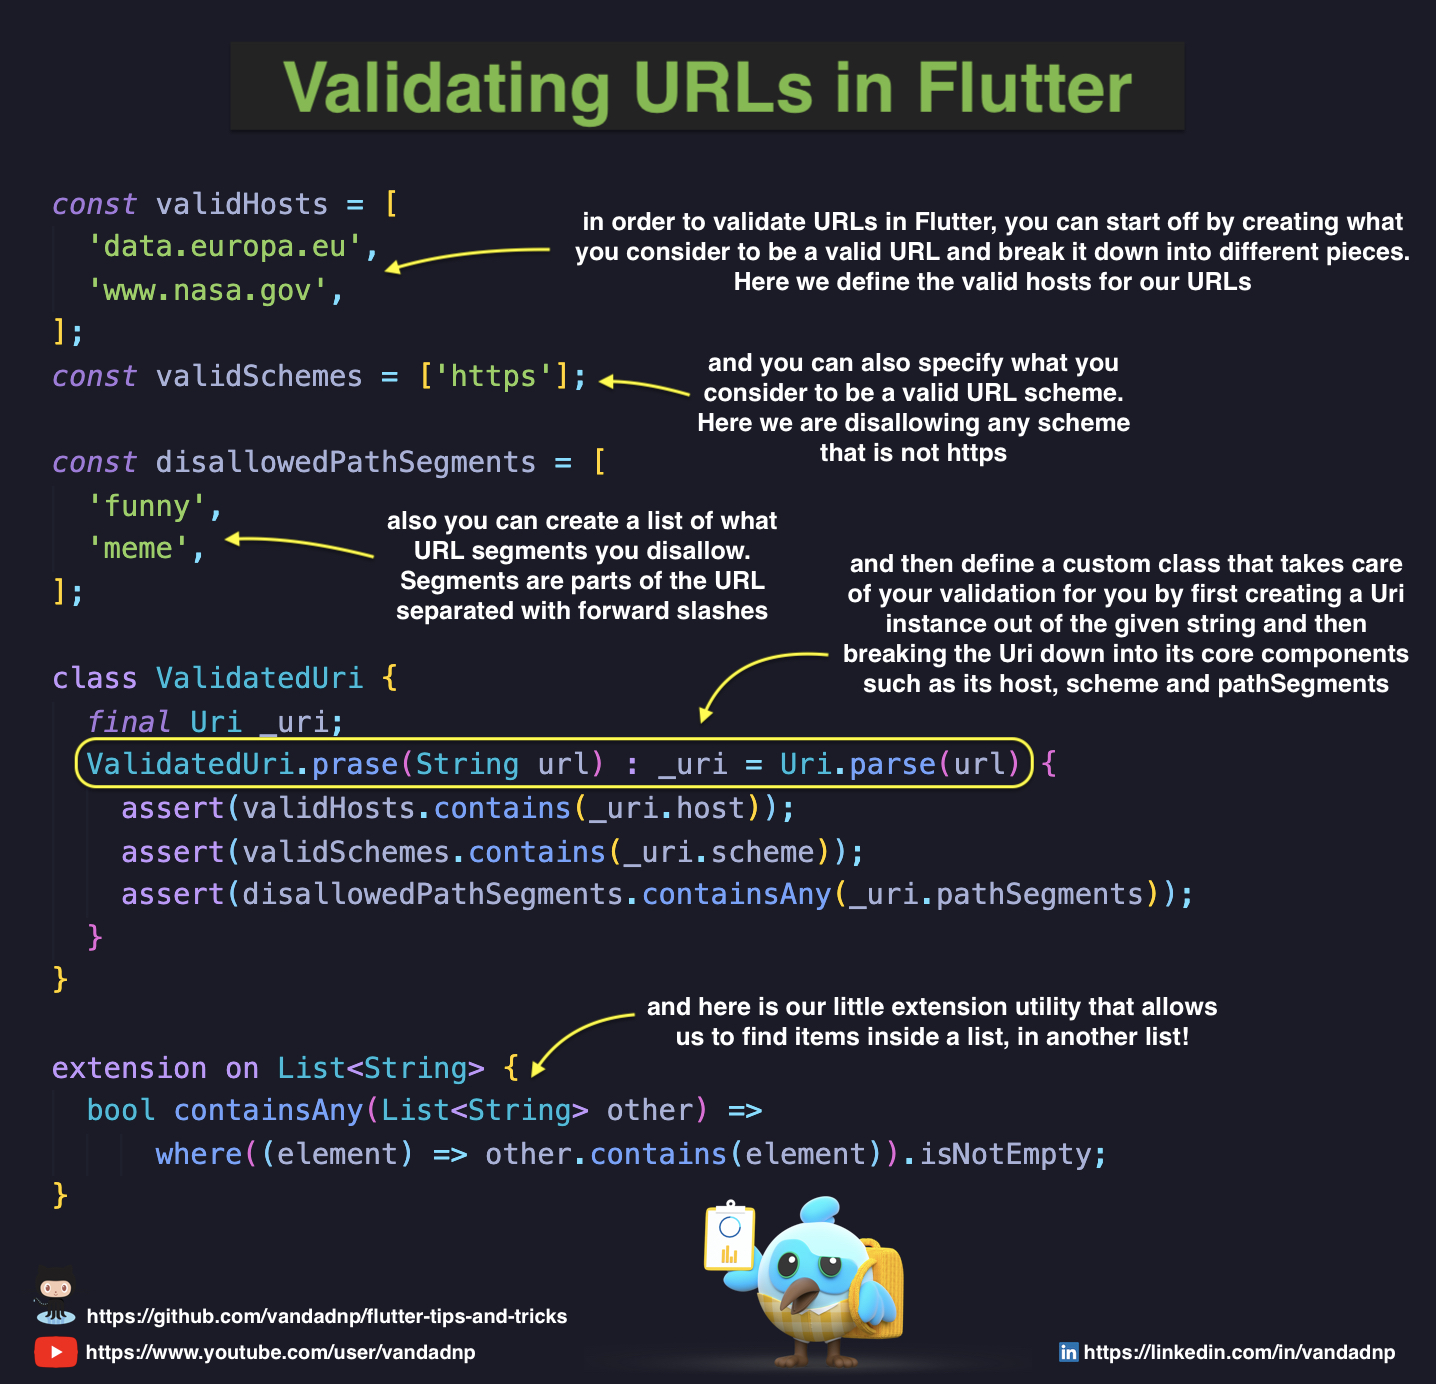 Validating URLs in Flutter
const validHosts = [
'data.europa.eu',
'www.nasa.gov',
];
in order to validate URLs in Flutter, you can start off by creating what
you consider to be a valid URL and break it down into different pieces.
Here we define the valid hosts for our URLs
const validSchemes = ['https'];
and you can also specify what you
consider to be a valid URL scheme.
Here we are disallowing any scheme
that is not https
const disallowedPathSegments = [
'funny',
'meme',
];
also you can create a list of what
URL segments you disallow.
Segments are parts of the URL
separated with forward slashes
and then define a custom class that takes care
of your validation for you by first creating a Uri
instance out of the given string and then
breaking the Uri down into its core components
such as its host, scheme and pathSegments
class ValidatedUri {
final Uri _uri;
ValidatedUri.prase(String url) : _uri = Uri.parse(url) {
assert(validHosts.contains(_uri.host));
assert(validSchemes.contains(_uri.scheme));
assert(disallowedPathSegments.containsAny(_uri.pathSegments));
}
}
and here is our little extension utility that allows
us to find items inside a list, in another list!
extension on List<String> {
bool containsAny(List<String> other) =>
where((element) => other.contains(element)).isNotEmpty;
}
https://github.com/vandadnp/flutter-tips-and-tricks
https://www.youtube.com/user/vandadnp
in https://linkedin.com/in/vandadnp